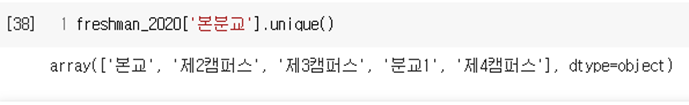 [38] 1 freshman_2020['본분교'].unique()
array(['본교', '제2캠퍼스', '제3캠퍼스', '분교1', '제4캠퍼스'], dtype=object)